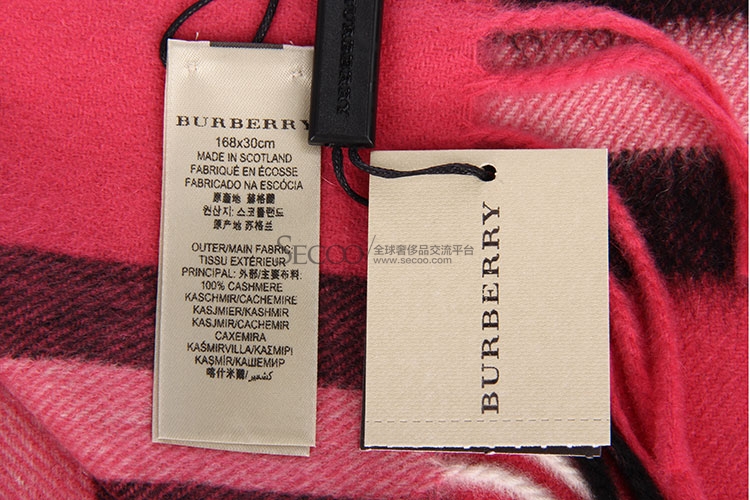 BURBERRY
168x30cm
MADE IN SCOTLAND
FABRIQUÉ EN ÉCOSSE
FABRICADO NA ESCÓCIA
原產地 蘇格蘭
원산지: 스코틀랜드
原产地 苏格兰
OUTER/MAIN FABRIC
TISSU EXTÉRIEUR
PRINCIPAL: 外部/主要布料:
100% CASHMERE
KASCHMIR/CACHEMIRE
KASJMIER/KASHMIR
KASJMIR/CACHEMIR
CAXEMIRA
KAŠMIRVILLA/ΚΑΣΜΙΡΙ
KAŞMİR/КАШЕМИР
喀什米爾/كشمير
BURBERRY
BURBERRY
SECOO/全球奢侈品交流平台
www.secoo.com